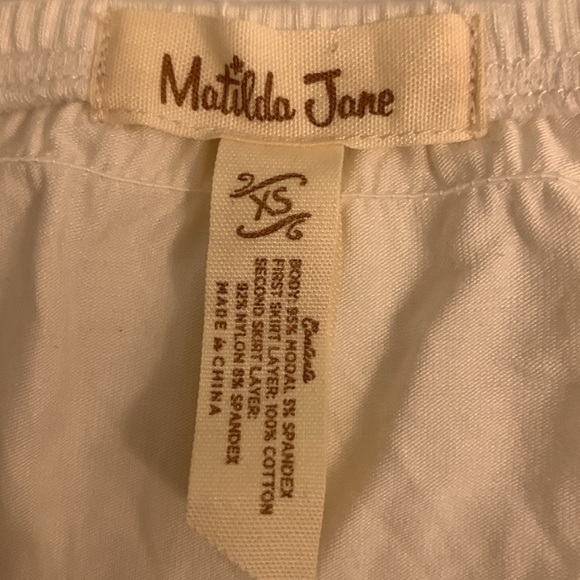 Matilda Jane
XS
Contents
BODY: 95% MODAL 5% SPANDEX
FIRST SKIRT LAYER: 100% COTTON
SECOND SKIRT LAYER:
92% NYLON 8% SPANDEX
MADE in CHINA